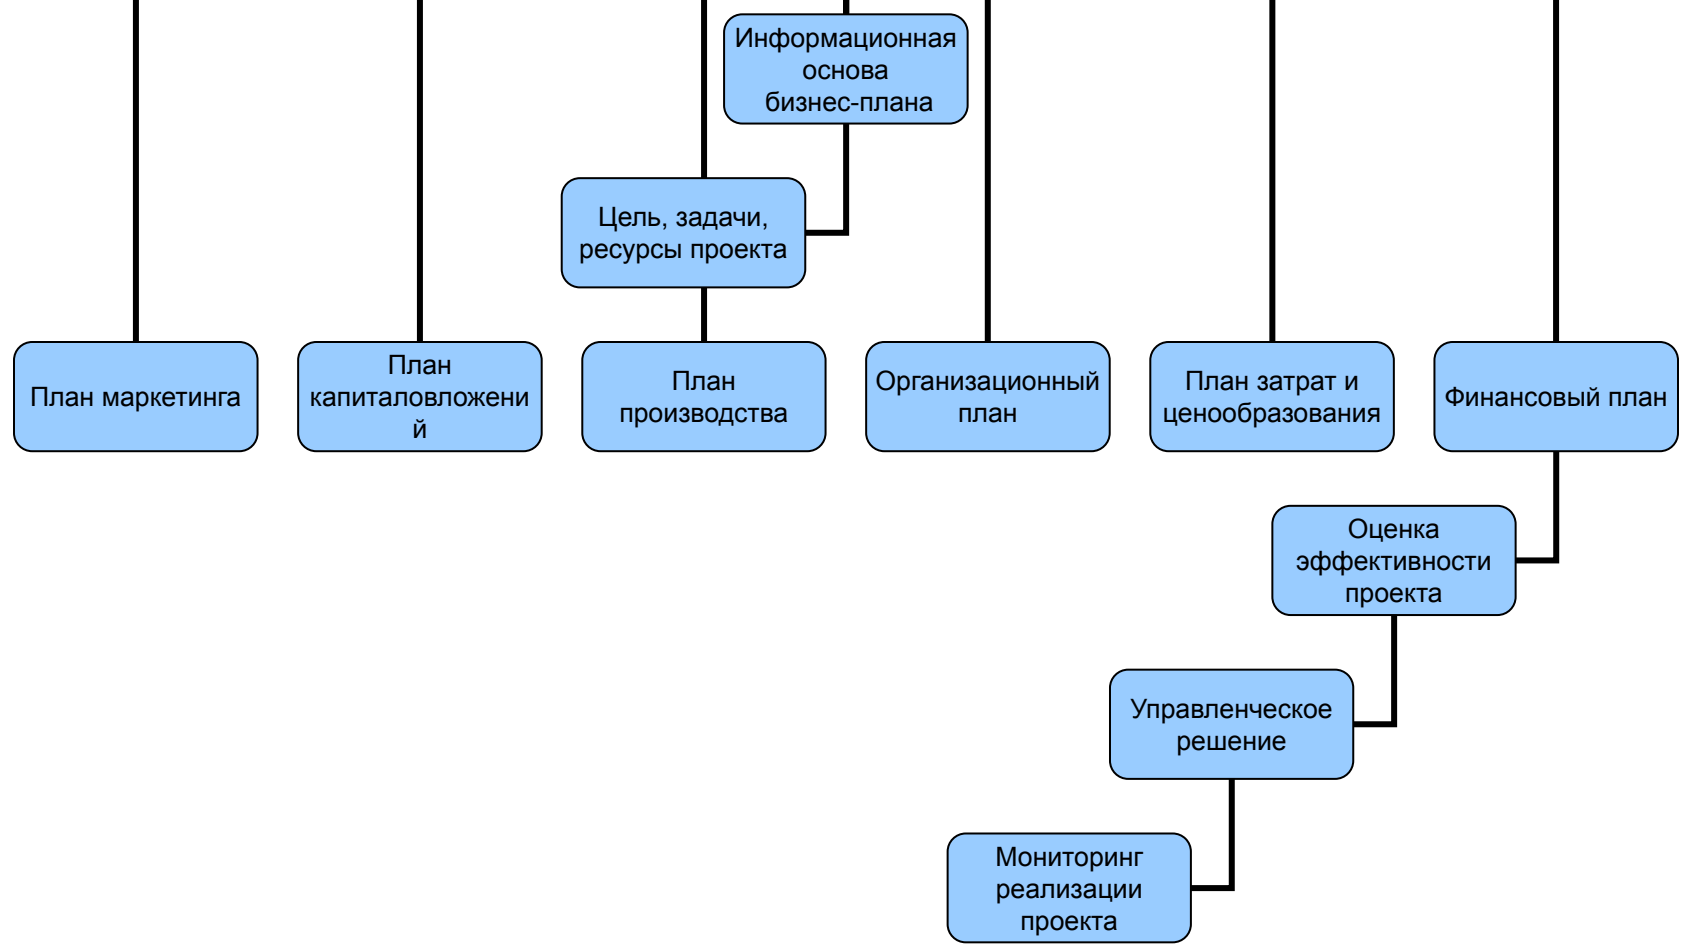 Информационная
основа
бизнес-плана
Цель, задачи,
ресурсы проекта
План маркетинга
План
капиталовложени
й
План
производства
Организационный
план
План затрат и
ценообразования
Финансовый план
Оценка
эффективности
проекта
Управленческое
решение
Мониторинг
реализации
проекта